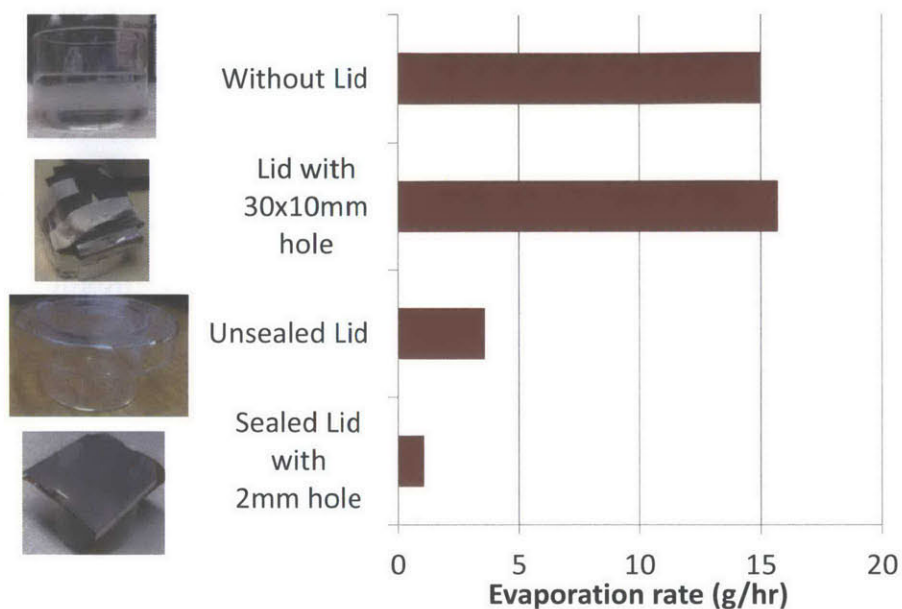 Without Lid
Lid with
30x10mm
hole
Unsealed Lid
Sealed Lid
with
2mm hole
0 5 10 15 20
Evaporation rate (g/hr)